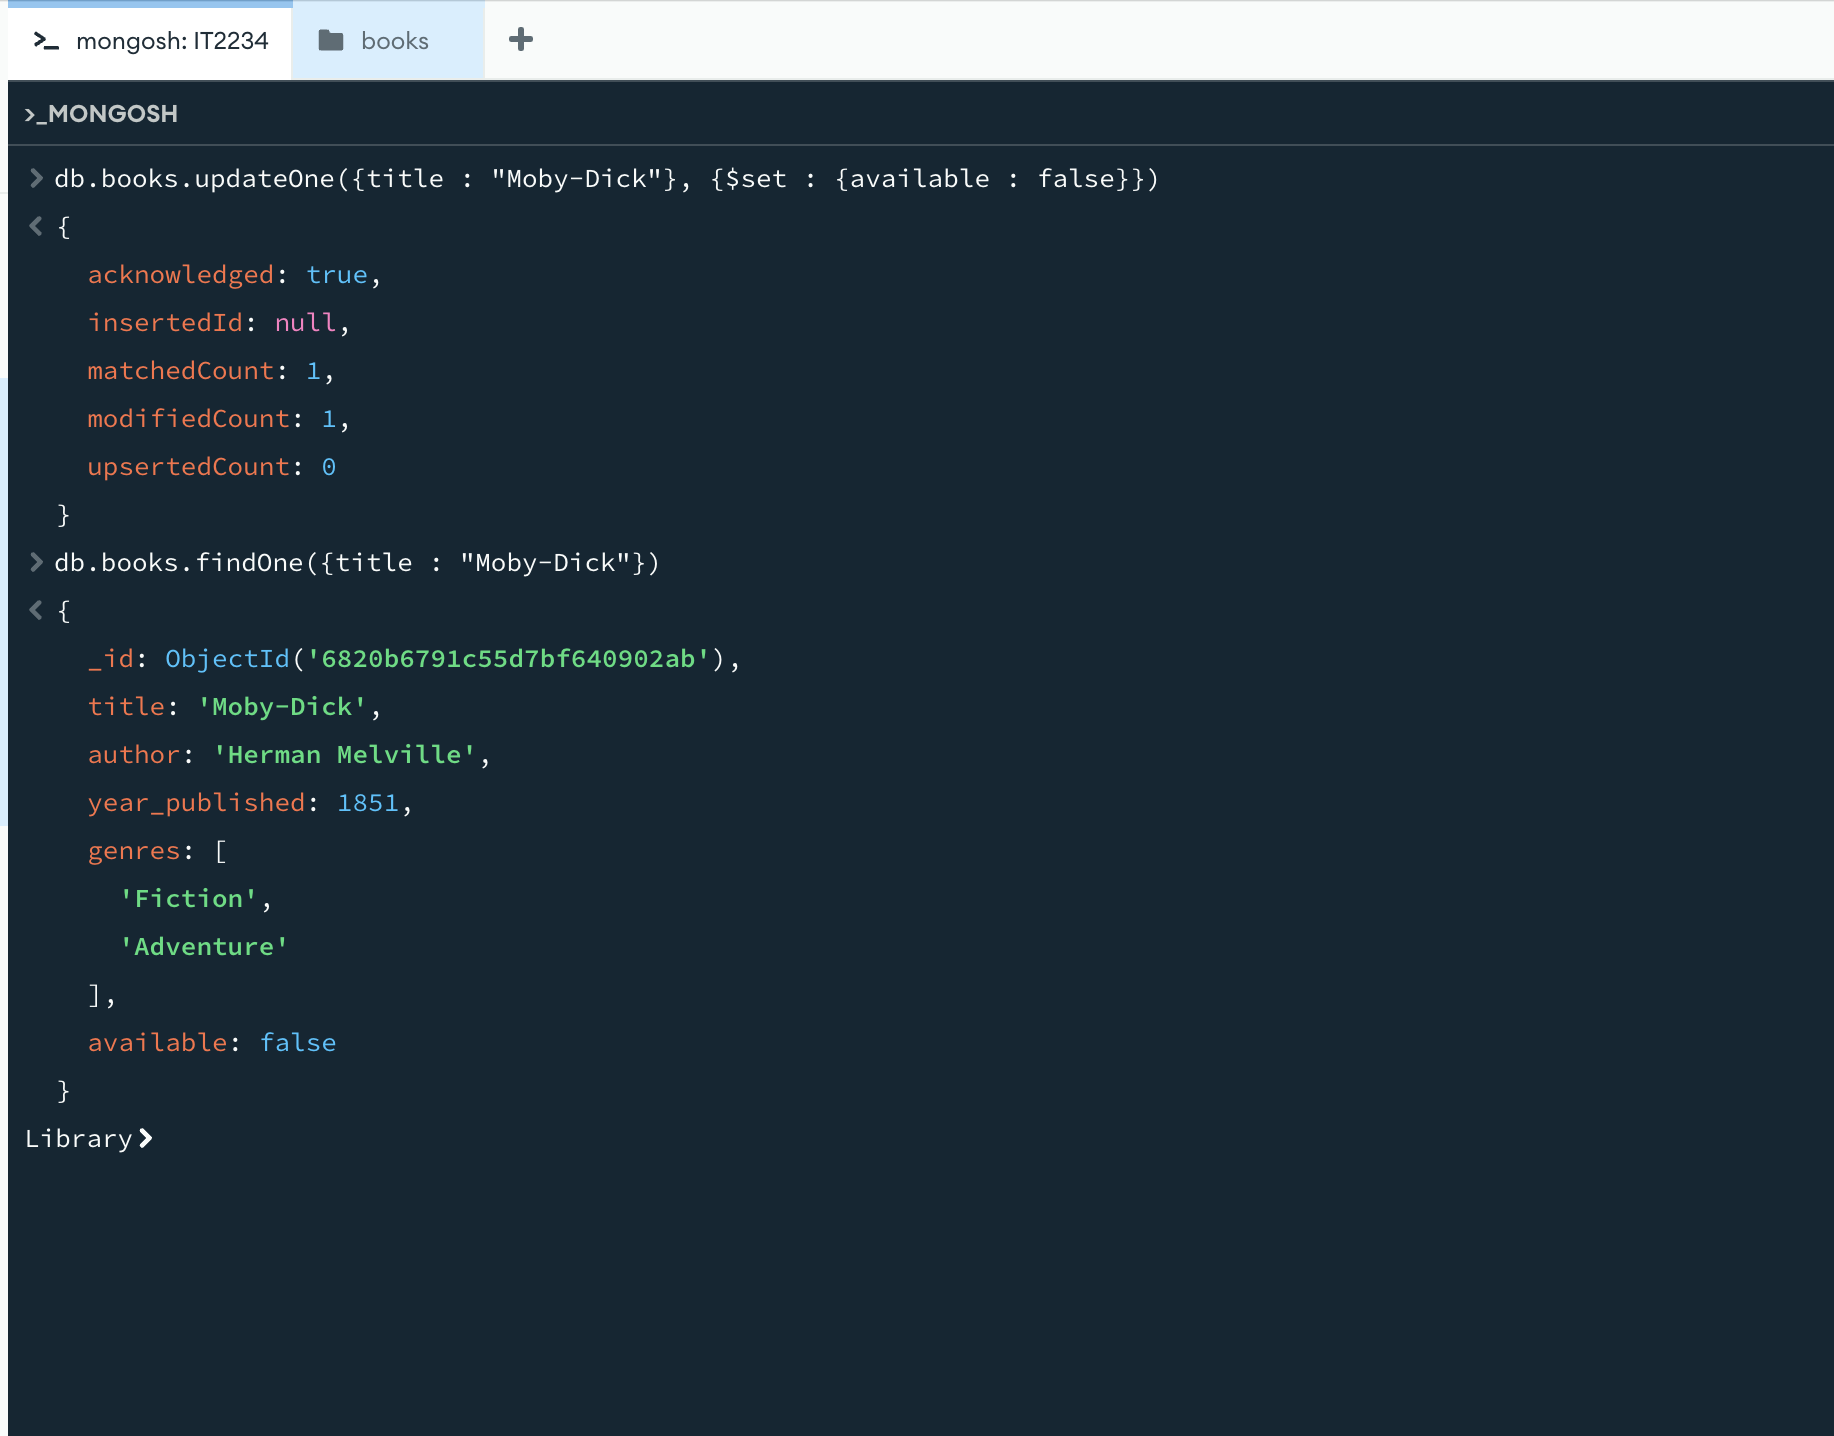 mongosh: IT2234 books
>_MONGOSH
> db.books.updateOne({title : "Moby-Dick"}, {$set : {available : false}})
< {
acknowledged: true,
insertedId: null,
matchedCount: 1,
modifiedCount: 1,
upsertedCount: 0
}
> db.books.findOne({title : "Moby-Dick"})
< {
_id: ObjectId('6820b6791c55d7bf640902ab'),
title: 'Moby-Dick',
author: 'Herman Melville',
year_published: 1851,
genres: [
'Fiction',
'Adventure'
],
available: false
}
Library>